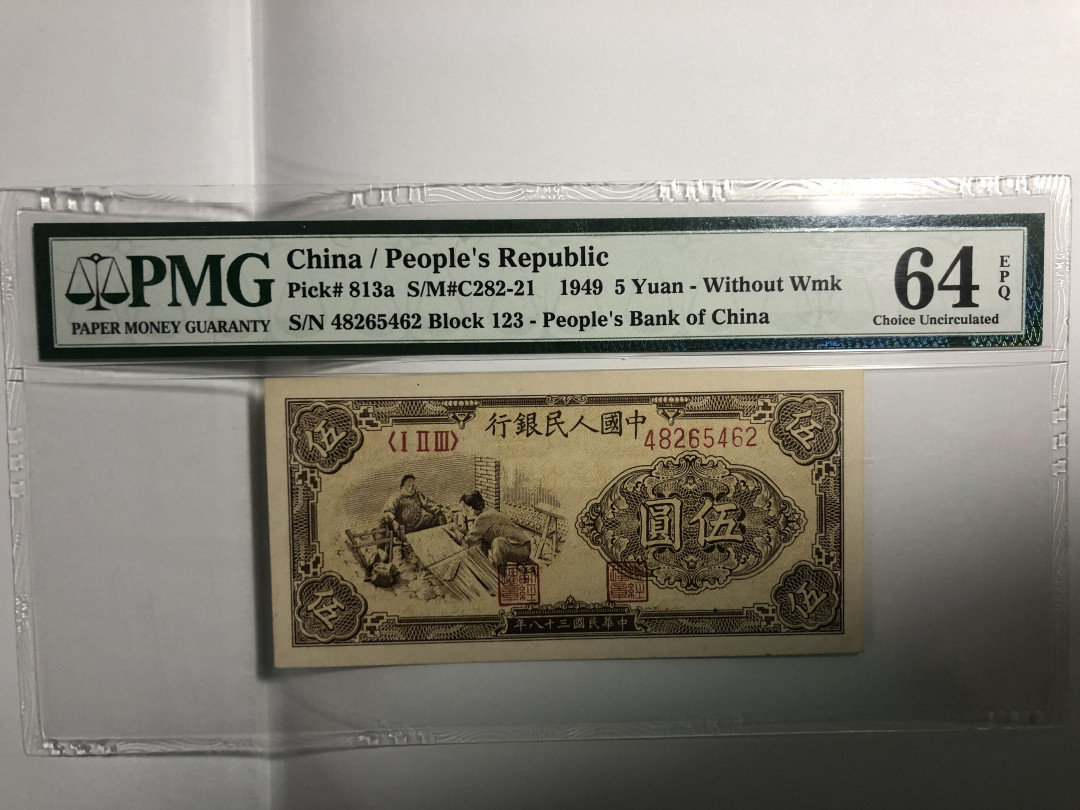 PMG
PAPER MONEY GUARANTY
China / People's Republic
Pick# 813a S/M#C282-21 1949 5 Yuan - Without Wmk
S/N 48265462 Block 123 - People's Bank of China
64
EPQ
Choice Uncirculated
行銀民人國中
伍
伍
〈I II III〉
48265462
圓伍
伍
伍
年八十三國民華中